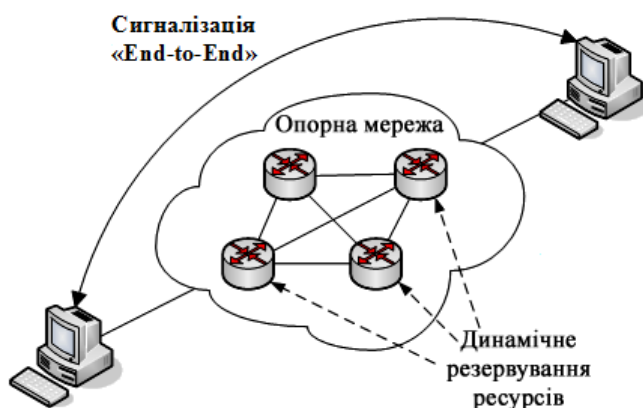 Сигналізація
«End-to-End»
Опорна мережа
Динамічне
резервування
ресурсів